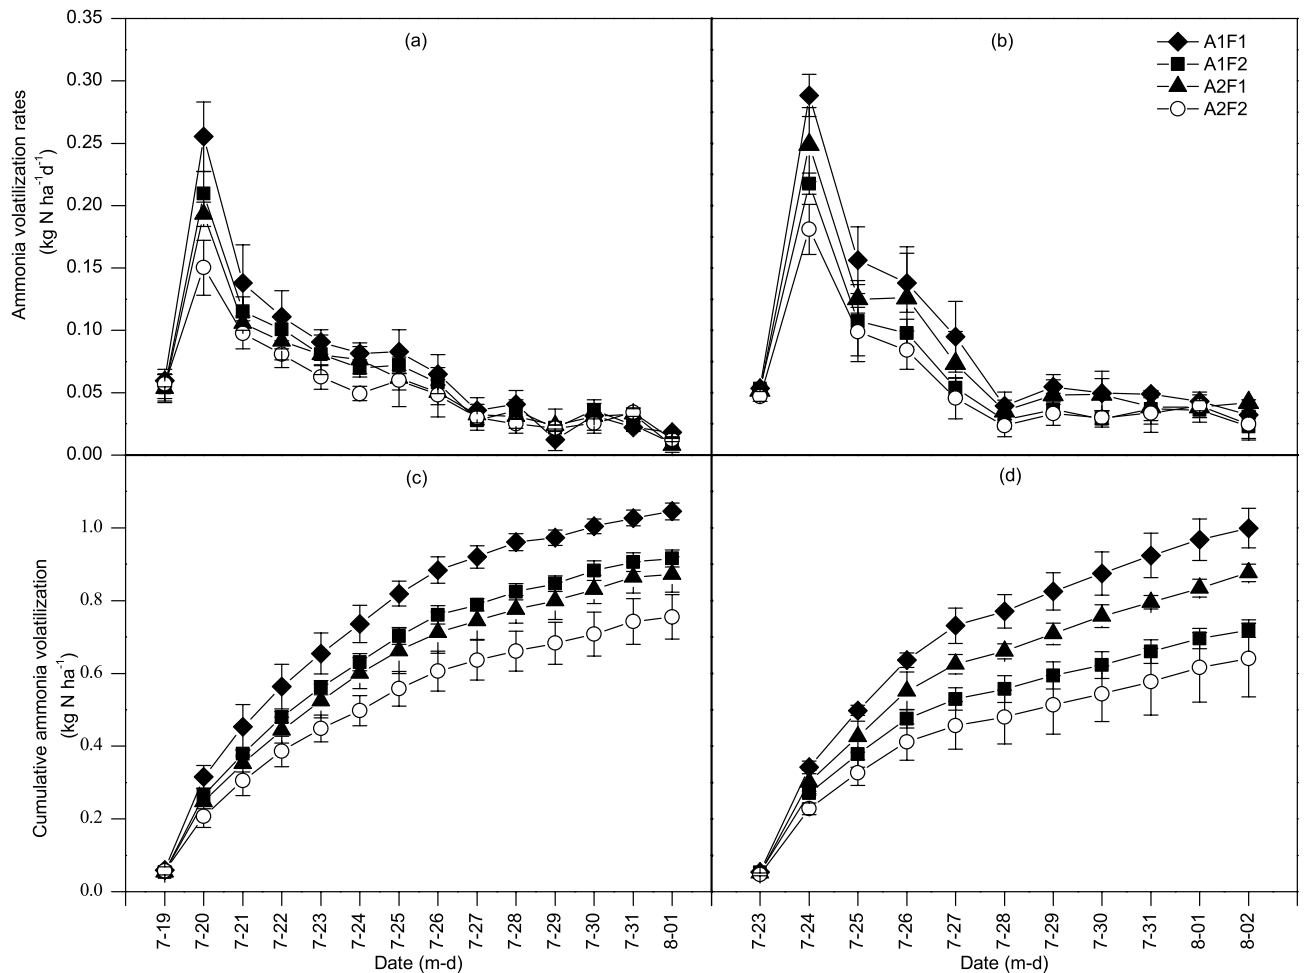 (a)
(b)
A1F1
A1F2
A2F1
A2F2
0.35
0.30
0.25
0.20
0.15
0.10
0.05
0.00
Ammonia volatilization rates
(kg N ha-1d-1)
(c)
(d)
1.0
0.8
0.6
0.4
0.2
0.0
Cumulative ammonia volatilization
(kg N ha-1)
7-19
7-20
7-21
7-22
7-23
7-24
7-25
7-26
7-27
7-28
7-29
7-30
7-31
8-01
7-23
7-24
7-25
7-26
7-27
7-28
7-29
7-30
7-31
8-01
8-02
Date (m-d)
Date (m-d)